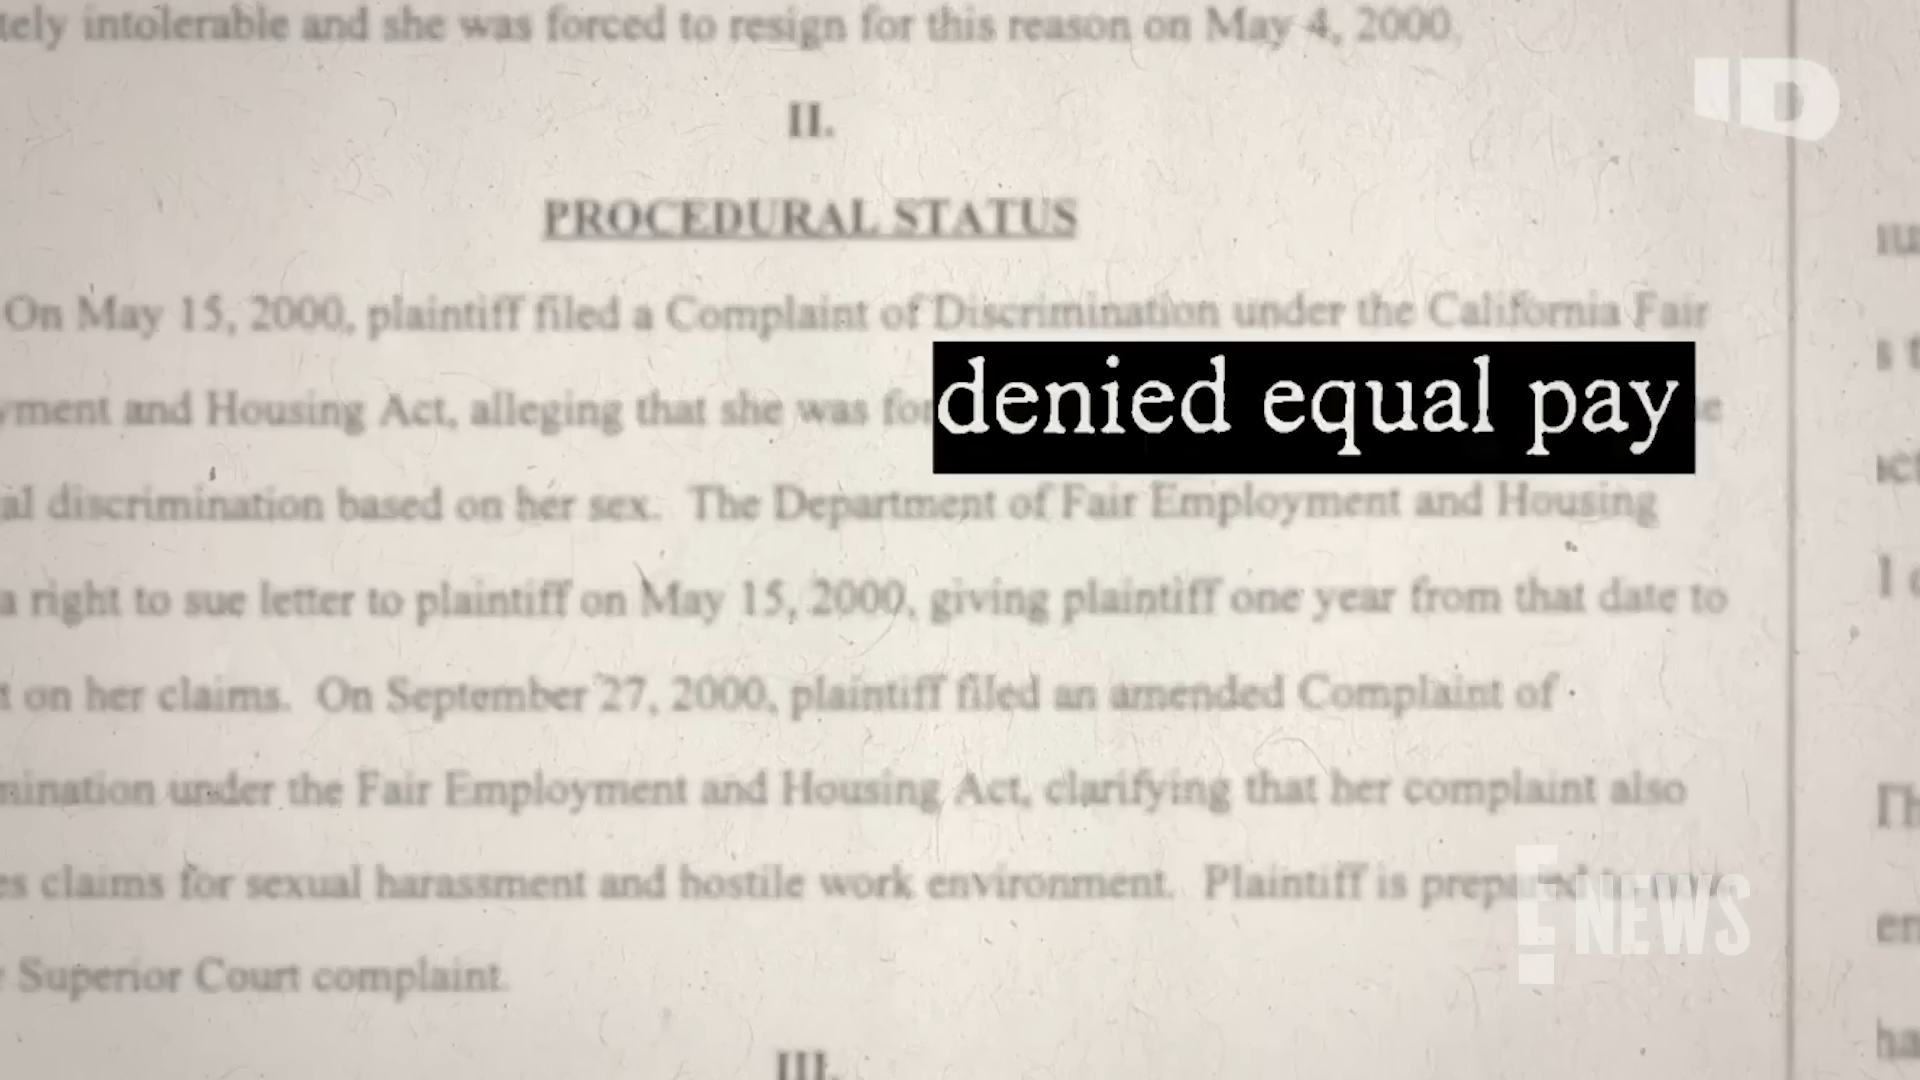 tely intolerable and she was forced to resign for this reason on May 4, 2000.
ID
II.
PROCEDURAL STATUS
On May 15, 2000, plaintiff filed a Complaint of Discrimination under the California Fair
yment and Housing Act, alleging that she was for
denied equal pay
al discrimination based on her sex. The Department of Fair Employment and Housing
a right to sue letter to plaintiff on May 15, 2000, giving plaintiff one year from that date to
t on her claims. On September 27, 2000, plaintiff filed an amended Complaint of
mination under the Fair Employment and Housing Act, clarifying that her complaint also
es claims for sexual harassment and hostile work environment. Plaintiff is prepared
E NEWS
Superior Court complaint.
III.